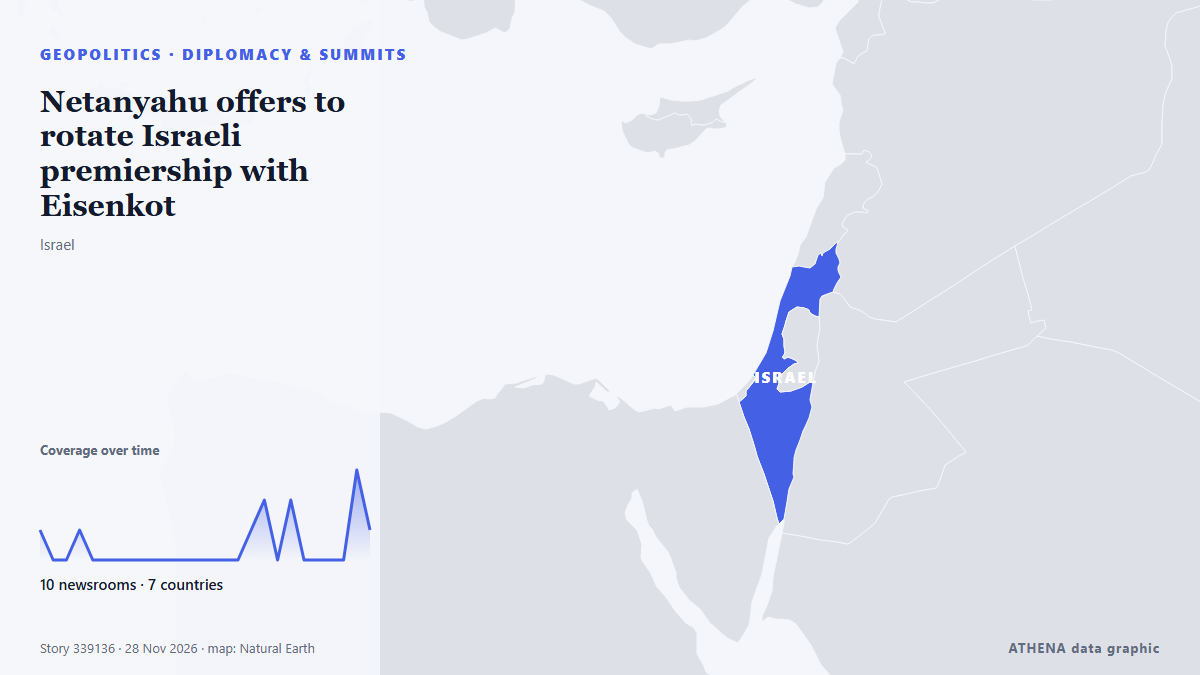 GEOPOLITICS · DIPLOMACY & SUMMITS
Netanyahu offers to
rotate Israeli
premiership with
Eisenkot
Israel
ISRAEL
Coverage over time
10 newsrooms · 7 countries
Story 339136 · 28 Nov 2026 · map: Natural Earth
ATHENA data graphic